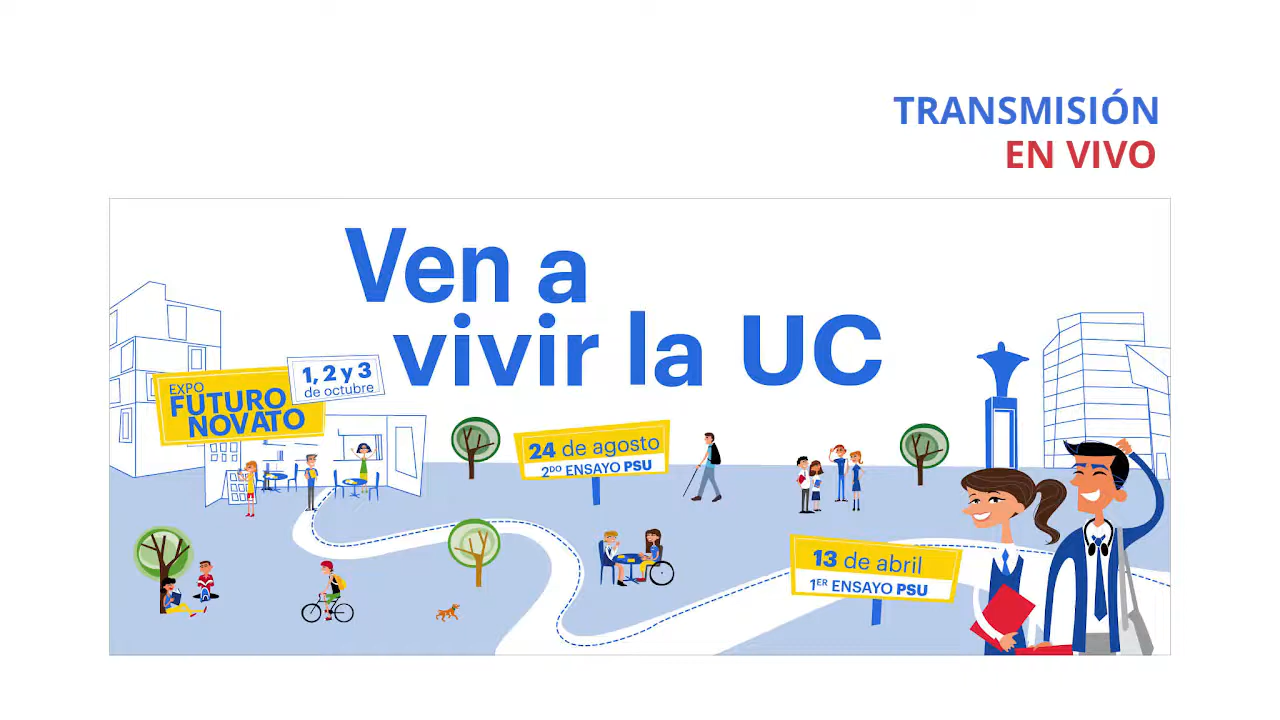 TRANSMISIÓN
EN VIVO
Ven a
vivir la UC
EXPO
FUTURO
NOVATO
1, 2 y 3
de octubre
24 de agosto
2DO ENSAYO PSU
13 de abril
1ER ENSAYO PSU